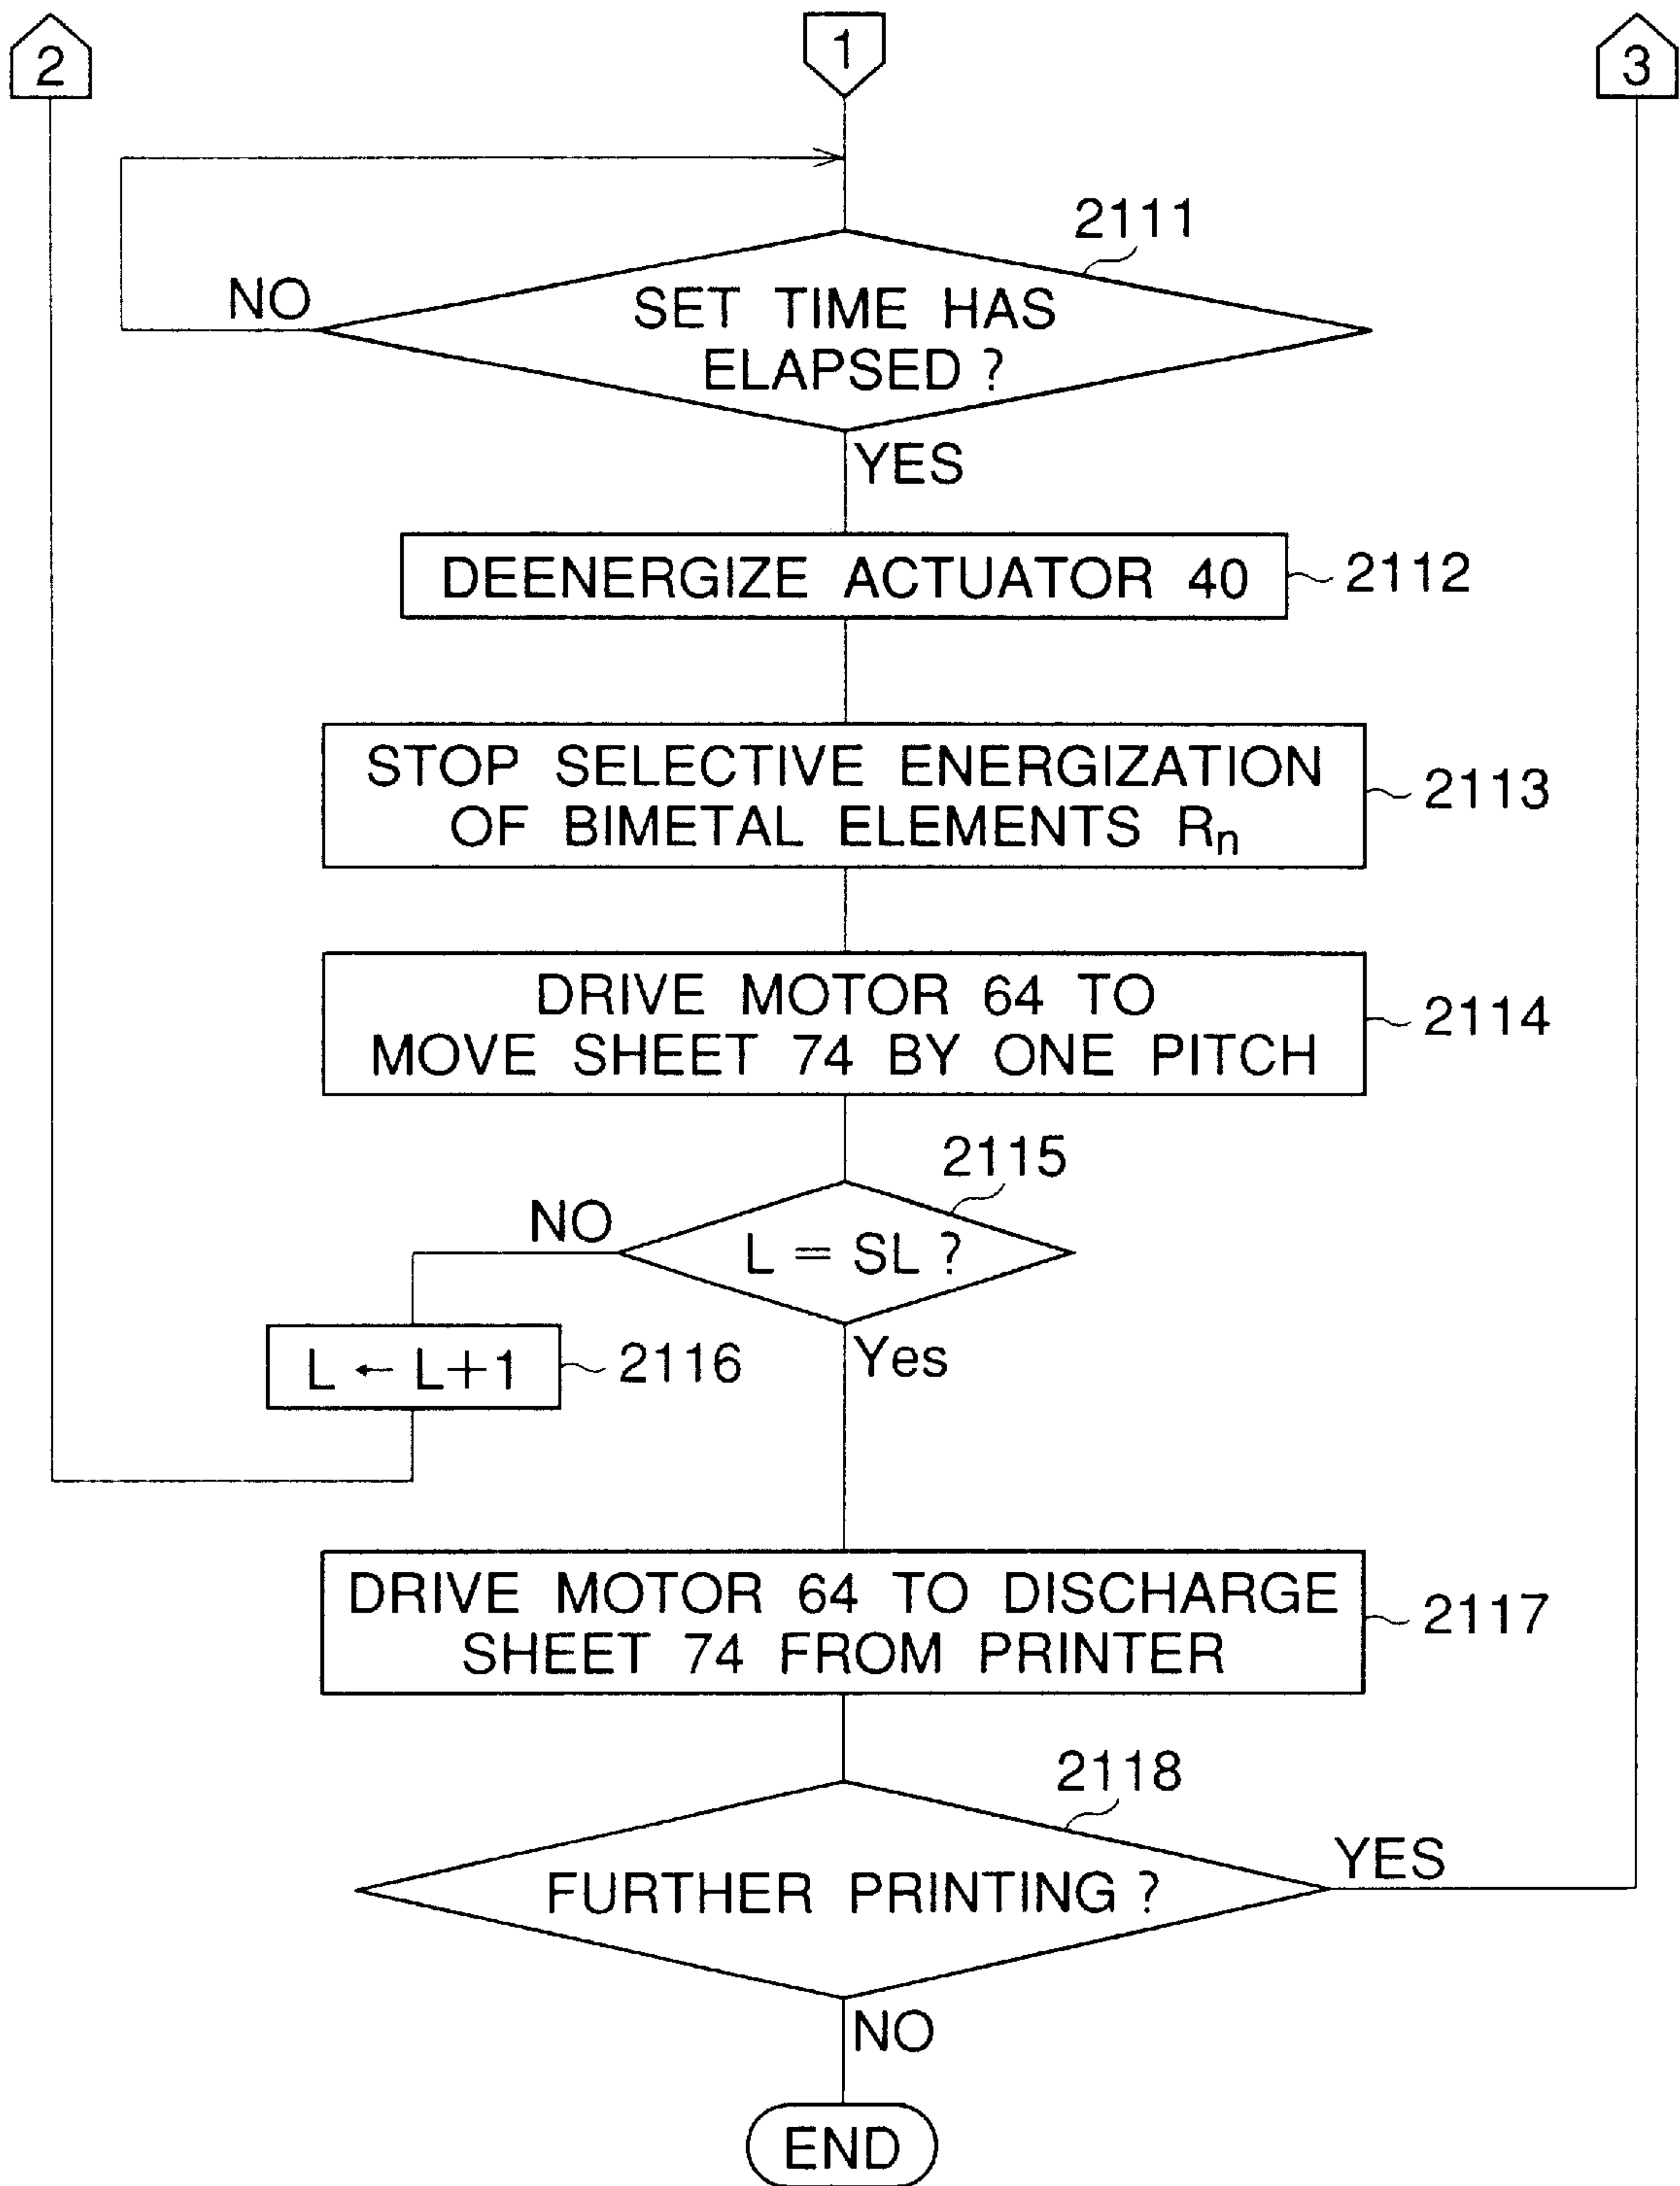 2
1
3
2111
NO
SET TIME HAS
ELAPSED ?
YES
DEENERGIZE ACTUATOR 40
2112
STOP SELECTIVE ENERGIZATION
OF BIMETAL ELEMENTS Rn
2113
DRIVE MOTOR 64 TO
MOVE SHEET 74 BY ONE PITCH
2114
2115
NO
L = SL ?
L ← L+1
2116
Yes
DRIVE MOTOR 64 TO DISCHARGE
SHEET 74 FROM PRINTER
2117
2118
YES
FURTHER PRINTING ?
NO
END